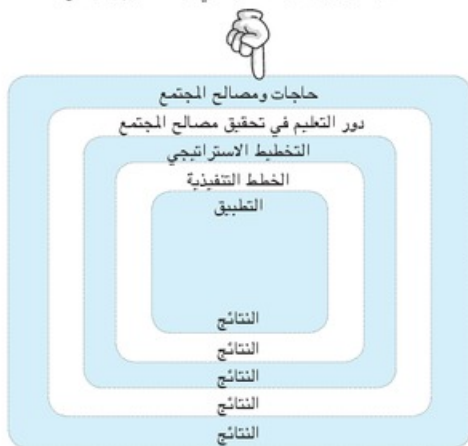 حاجات ومصالح المجتمع
دور التعليم في تحقيق مصالح المجتمع
التخطيط الاستراتيجي
الخطط التنفيذية
التطبيق
النتائج
النتائج
النتائج
النتائج
النتائج